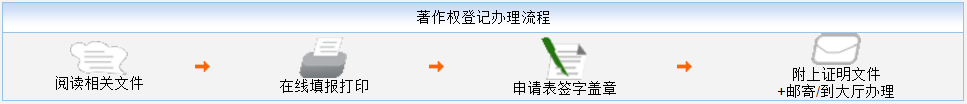 著作权登记办理流程
阅读相关文件
在线填报打印
申请表签字盖章
附上证明文件
+邮寄/到大厅办理